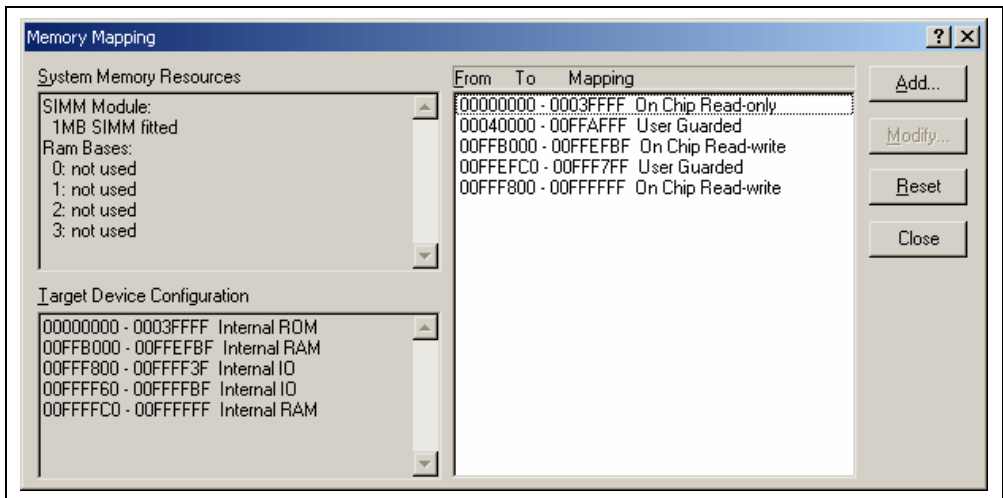 Memory Mapping
System Memory Resources
SIMM Module:
1MB SIMM fitted
Ram Bases:
0: not used
1: not used
2: not used
3: not used
Target Device Configuration
00000000 - 0003FFFF Internal ROM
00FFB000 - 00FFEFBF Internal RAM
00FFF800 - 00FFFF3F Internal IO
00FFFF60 - 00FFFFBF Internal IO
00FFFFC0 - 00FFFFFF Internal RAM
From To Mapping
00000000 - 0003FFFF On Chip Read-only
00040000 - 00FFAFFF User Guarded
00FFB000 - 00FFEFBF On Chip Read-write
00FFEFC0 - 00FFF7FF User Guarded
00FFF800 - 00FFFFFF On Chip Read-write
Add...
Modify...
Reset
Close